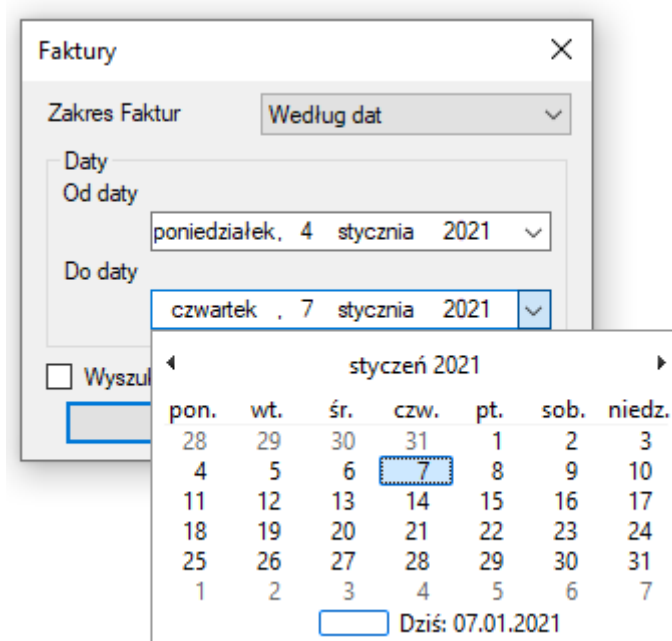 Faktury
Zakres Faktur Według dat
Daty
Od daty
poniedziałek, 4 stycznia 2021
Do daty
czwartek , 7 stycznia 2021
styczeń 2021
pon. wt. śr. czw. pt. sob. niedz.
28 29 30 31 1 2 3
4 5 6 7 8 9 10
11 12 13 14 15 16 17
18 19 20 21 22 23 24
25 26 27 28 29 30 31
1 2 3 4 5 6 7
Dziś: 07.01.2021